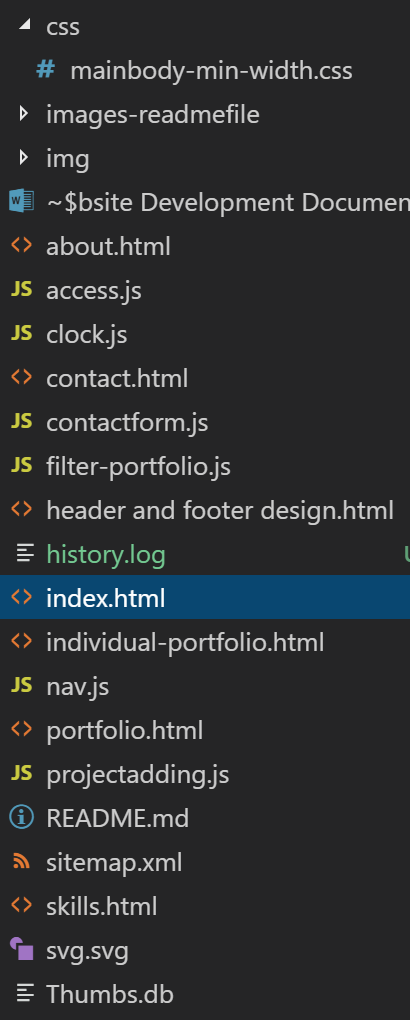 css
# mainbody-min-width.css
images-readmefile
img
~$bsite Development Documen
<> about.html
JS access.js
JS clock.js
<> contact.html
JS contactform.js
JS filter-portfolio.js
<> header and footer design.html
history.log
<> index.html
<> individual-portfolio.html
JS nav.js
<> portfolio.html
JS projectadding.js
README.md
sitemap.xml
<> skills.html
svg.svg
Thumbs.db